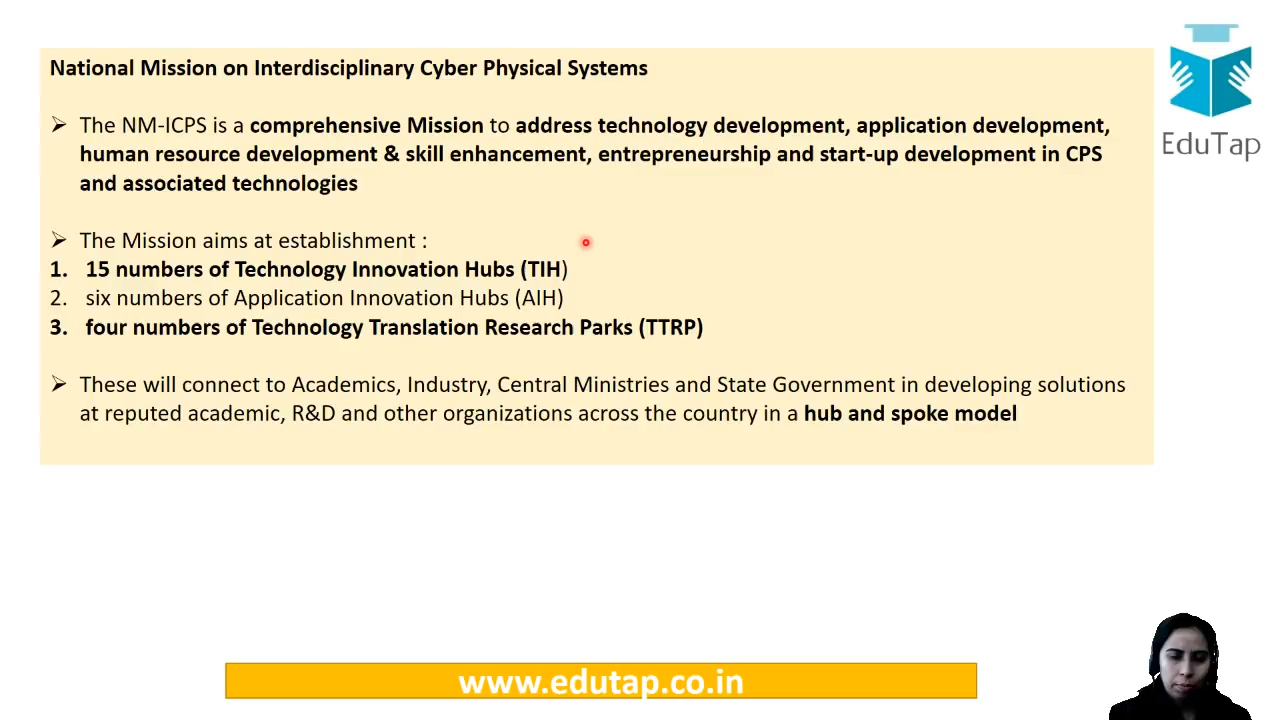 National Mission on Interdisciplinary Cyber Physical Systems
EduTap
➢ The NM-ICPS is a comprehensive Mission to address technology development, application development,
human resource development & skill enhancement, entrepreneurship and start-up development in CPS
and associated technologies
➢ The Mission aims at establishment :
1. 15 numbers of Technology Innovation Hubs (TIH)
2. six numbers of Application Innovation Hubs (AIH)
3. four numbers of Technology Translation Research Parks (TTRP)
➢ These will connect to Academics, Industry, Central Ministries and State Government in developing solutions
at reputed academic, R&D and other organizations across the country in a hub and spoke model
www.edutap.co.in